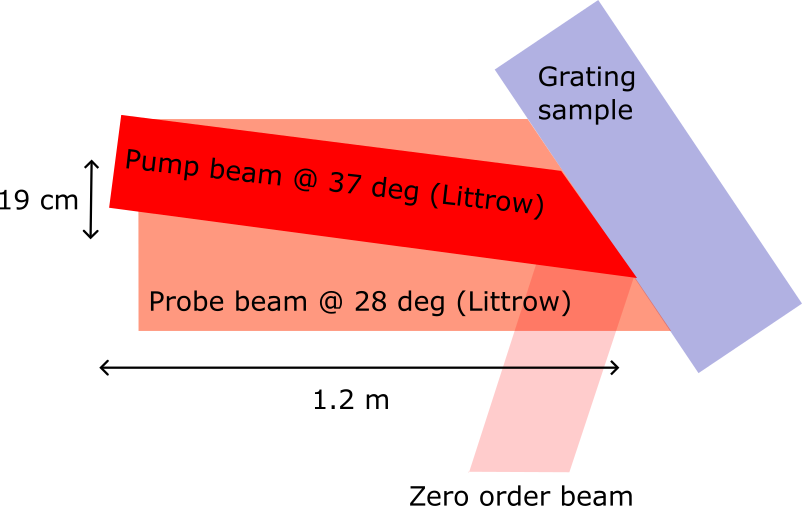 Grating
sample
Pump beam @ 37 deg (Littrow)
19 cm
Probe beam @ 28 deg (Littrow)
1.2 m
Zero order beam